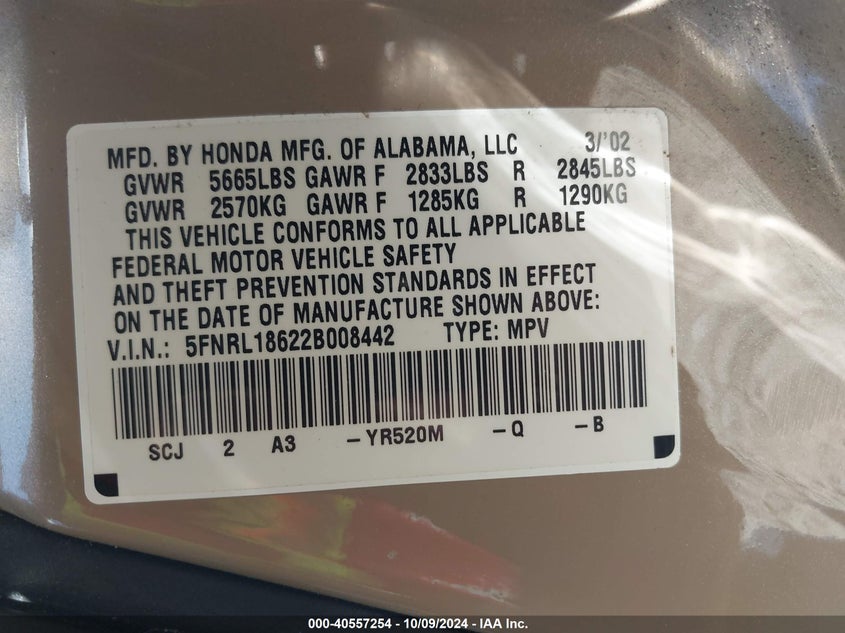 MFD. BY HONDA MFG. OF ALABAMA, LLC 3/'02
GVWR 5665LBS GAWR F 2833LBS R 2845LBS
GVWR 2570KG GAWR F 1285KG R 1290KG
THIS VEHICLE CONFORMS TO ALL APPLICABLE
FEDERAL MOTOR VEHICLE SAFETY
AND THEFT PREVENTION STANDARDS IN EFFECT
ON THE DATE OF MANUFACTURE SHOWN ABOVE:
V.I.N.: 5FNRL18622B008442 TYPE: MPV
SCJ 2 A3 -YR520M -Q -B
000-40557254 - 10/09/2024 - IAA Inc.